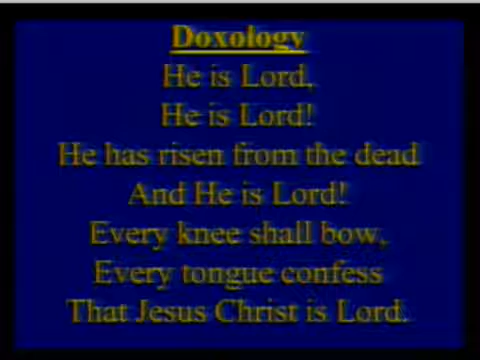 Doxology
He is Lord,
He is Lord!
He has risen from the dead
And He is Lord!
Every knee shall bow,
Every tongue confess
That Jesus Christ is Lord.